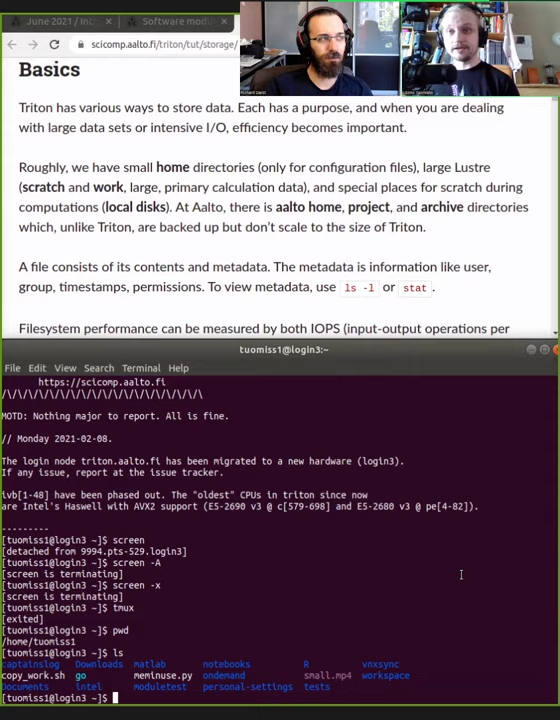 June 2021 / Int
Software modu
scicomp.aalto.fi/triton/tut/storage/
Basics
Triton has various ways to store data. Each has a purpose, and when you are dealing
with large data sets or intensive I/O, efficiency becomes important.
Roughly, we have small home directories (only for configuration files), large Lustre
(scratch and work, large, primary calculation data), and special places for scratch during
computations (local disks). At Aalto, there is aalto home, project, and archive directories
which, unlike Triton, are backed up but don't scale to the size of Triton.
A file consists of its contents and metadata. The metadata is information like user,
group, timestamps, permissions. To view metadata, use ls -l or stat.
Filesystem performance can be measured by both IOPS (input-output operations per
tuomiss1@login3:~
File Edit View Search Terminal Help
https://scicomp.aalto.fi
/\/\/\/\/\/\/\/\/\/\/\/\/\/\/\/\/\/\
MOTD: Nothing major to report. All is fine.
// Monday 2021-02-08.
The login node triton.aalto.fi has been migrated to a new hardware (login3).
If any issue, report at the issue tracker.
ivb[1-48] have been phased out. The "oldest" CPUs in triton since now
are Intel's Haswell with AVX2 support (E5-2690 v3 @ c[579-698] and E5-2680 v3 @ pe[4-82]).
---------
[tuomiss1@login3 ~]$ screen
[detached from 9994.pts-529.login3]
[tuomiss1@login3 ~]$ screen -A
[screen is terminating]
[tuomiss1@login3 ~]$ screen -x
[screen is terminating]
[tuomiss1@login3 ~]$ tmux
[exited]
[tuomiss1@login3 ~]$ pwd
/home/tuomiss1
[tuomiss1@login3 ~]$ ls
captainslog Downloads matlab notebooks R vnxsync
copy_work.sh go meminuse.py ondemand small.mp4 workspace
Documents intel moduletest personal-settings tests
[tuomiss1@login3 ~]$